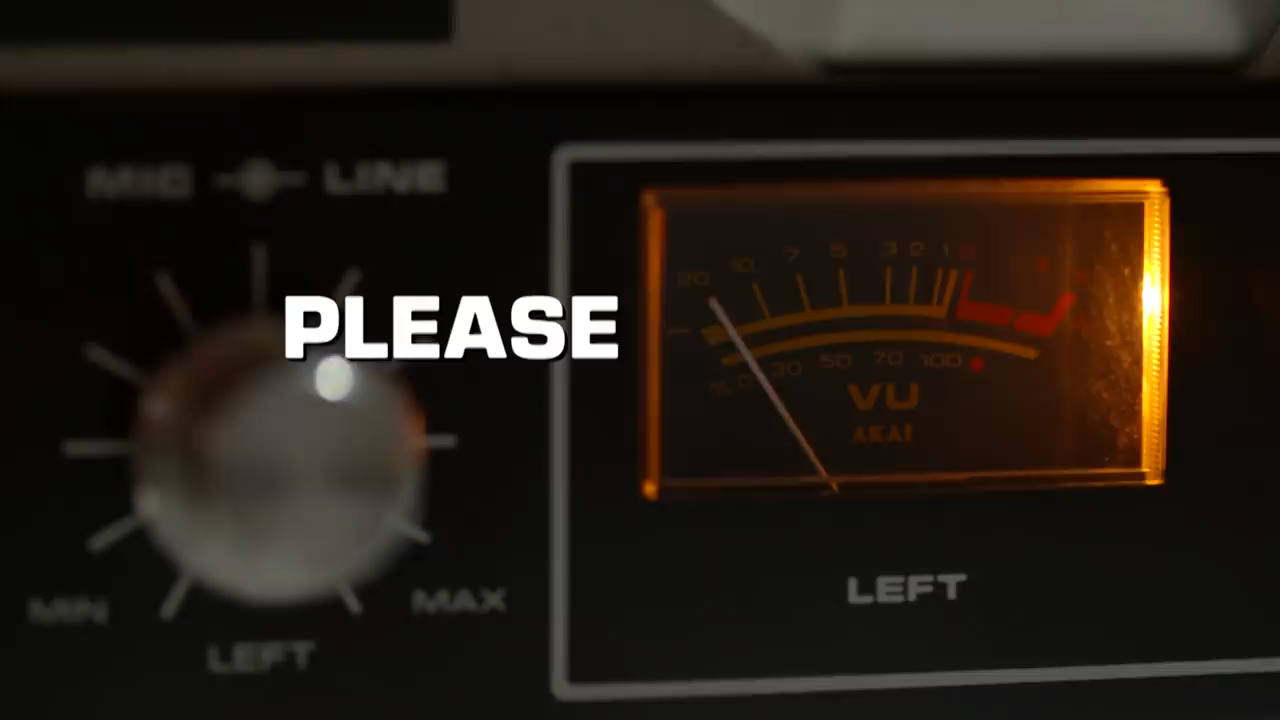 MIC LINE
PLEASE
20 10 7 5 3 2 1 0
0 30 50 70 100
VU
AKAI
LEFT
MIN MAX
LEFT